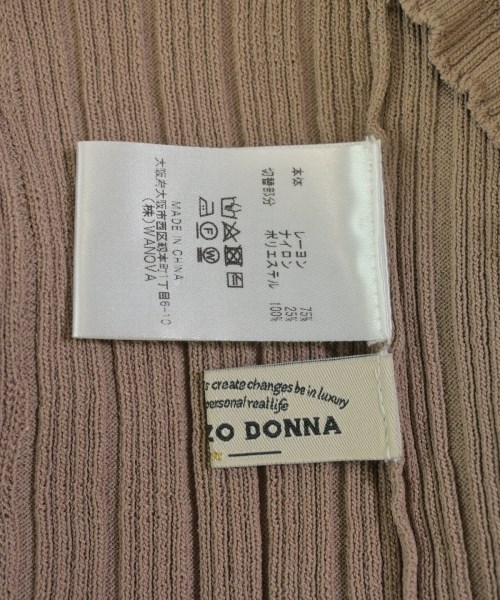 本体 レーヨン 75%
ナイロン 25%
切替部分 ポリエステル 100%
MADE IN CHINA
大阪府大阪市西区靱本町1丁目6-10
(株)WANOVA
create changes be in luxury
personal real life
ZO DONNA